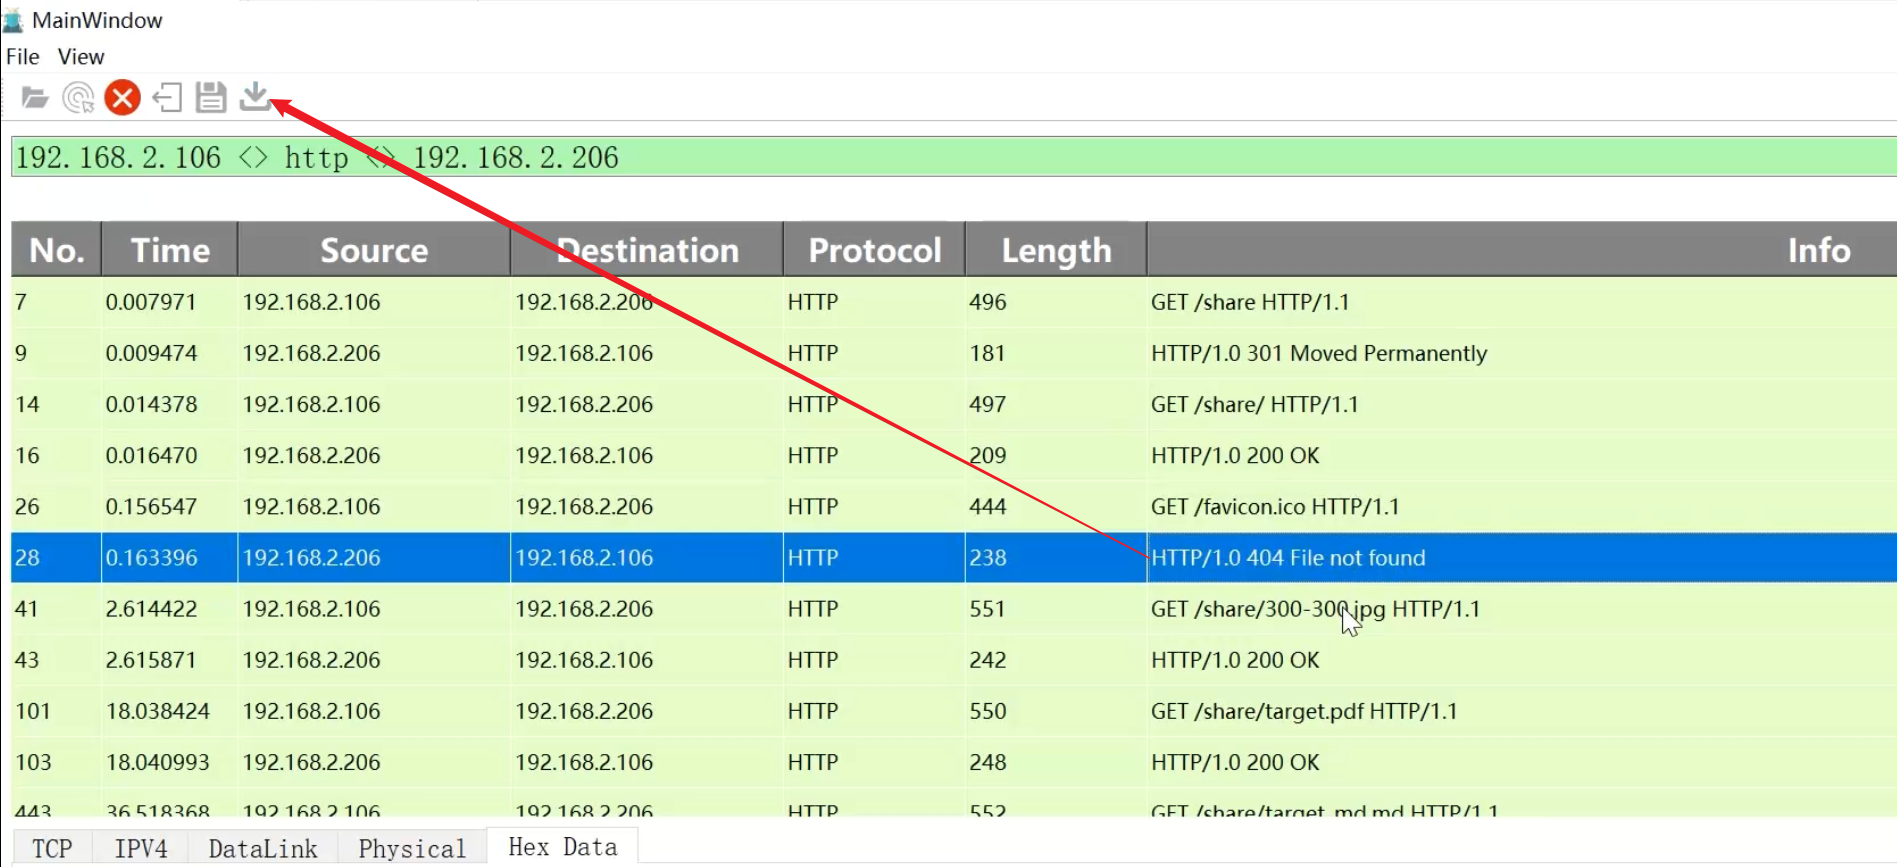 MainWindow
File View
192.168.2.106 <> http <> 192.168.2.206
No. Time Source Destination Protocol Length Info
7 0.007971 192.168.2.106 192.168.2.206 HTTP 496 GET /share HTTP/1.1
9 0.009474 192.168.2.206 192.168.2.106 HTTP 181 HTTP/1.0 301 Moved Permanently
14 0.014378 192.168.2.106 192.168.2.206 HTTP 497 GET /share/ HTTP/1.1
16 0.016470 192.168.2.206 192.168.2.106 HTTP 209 HTTP/1.0 200 OK
26 0.156547 192.168.2.106 192.168.2.206 HTTP 444 GET /favicon.ico HTTP/1.1
28 0.163396 192.168.2.206 192.168.2.106 HTTP 238 HTTP/1.0 404 File not found
41 2.614422 192.168.2.106 192.168.2.206 HTTP 551 GET /share/300-300.jpg HTTP/1.1
43 2.615871 192.168.2.206 192.168.2.106 HTTP 242 HTTP/1.0 200 OK
101 18.038424 192.168.2.106 192.168.2.206 HTTP 550 GET /share/target.pdf HTTP/1.1
103 18.040993 192.168.2.206 192.168.2.106 HTTP 248 HTTP/1.0 200 OK
443 36.518368 192.168.2.106 192.168.2.206 HTTP 552 GET /share/target_md.md HTTP/1.1
TCP IPV4 DataLink Physical Hex Data